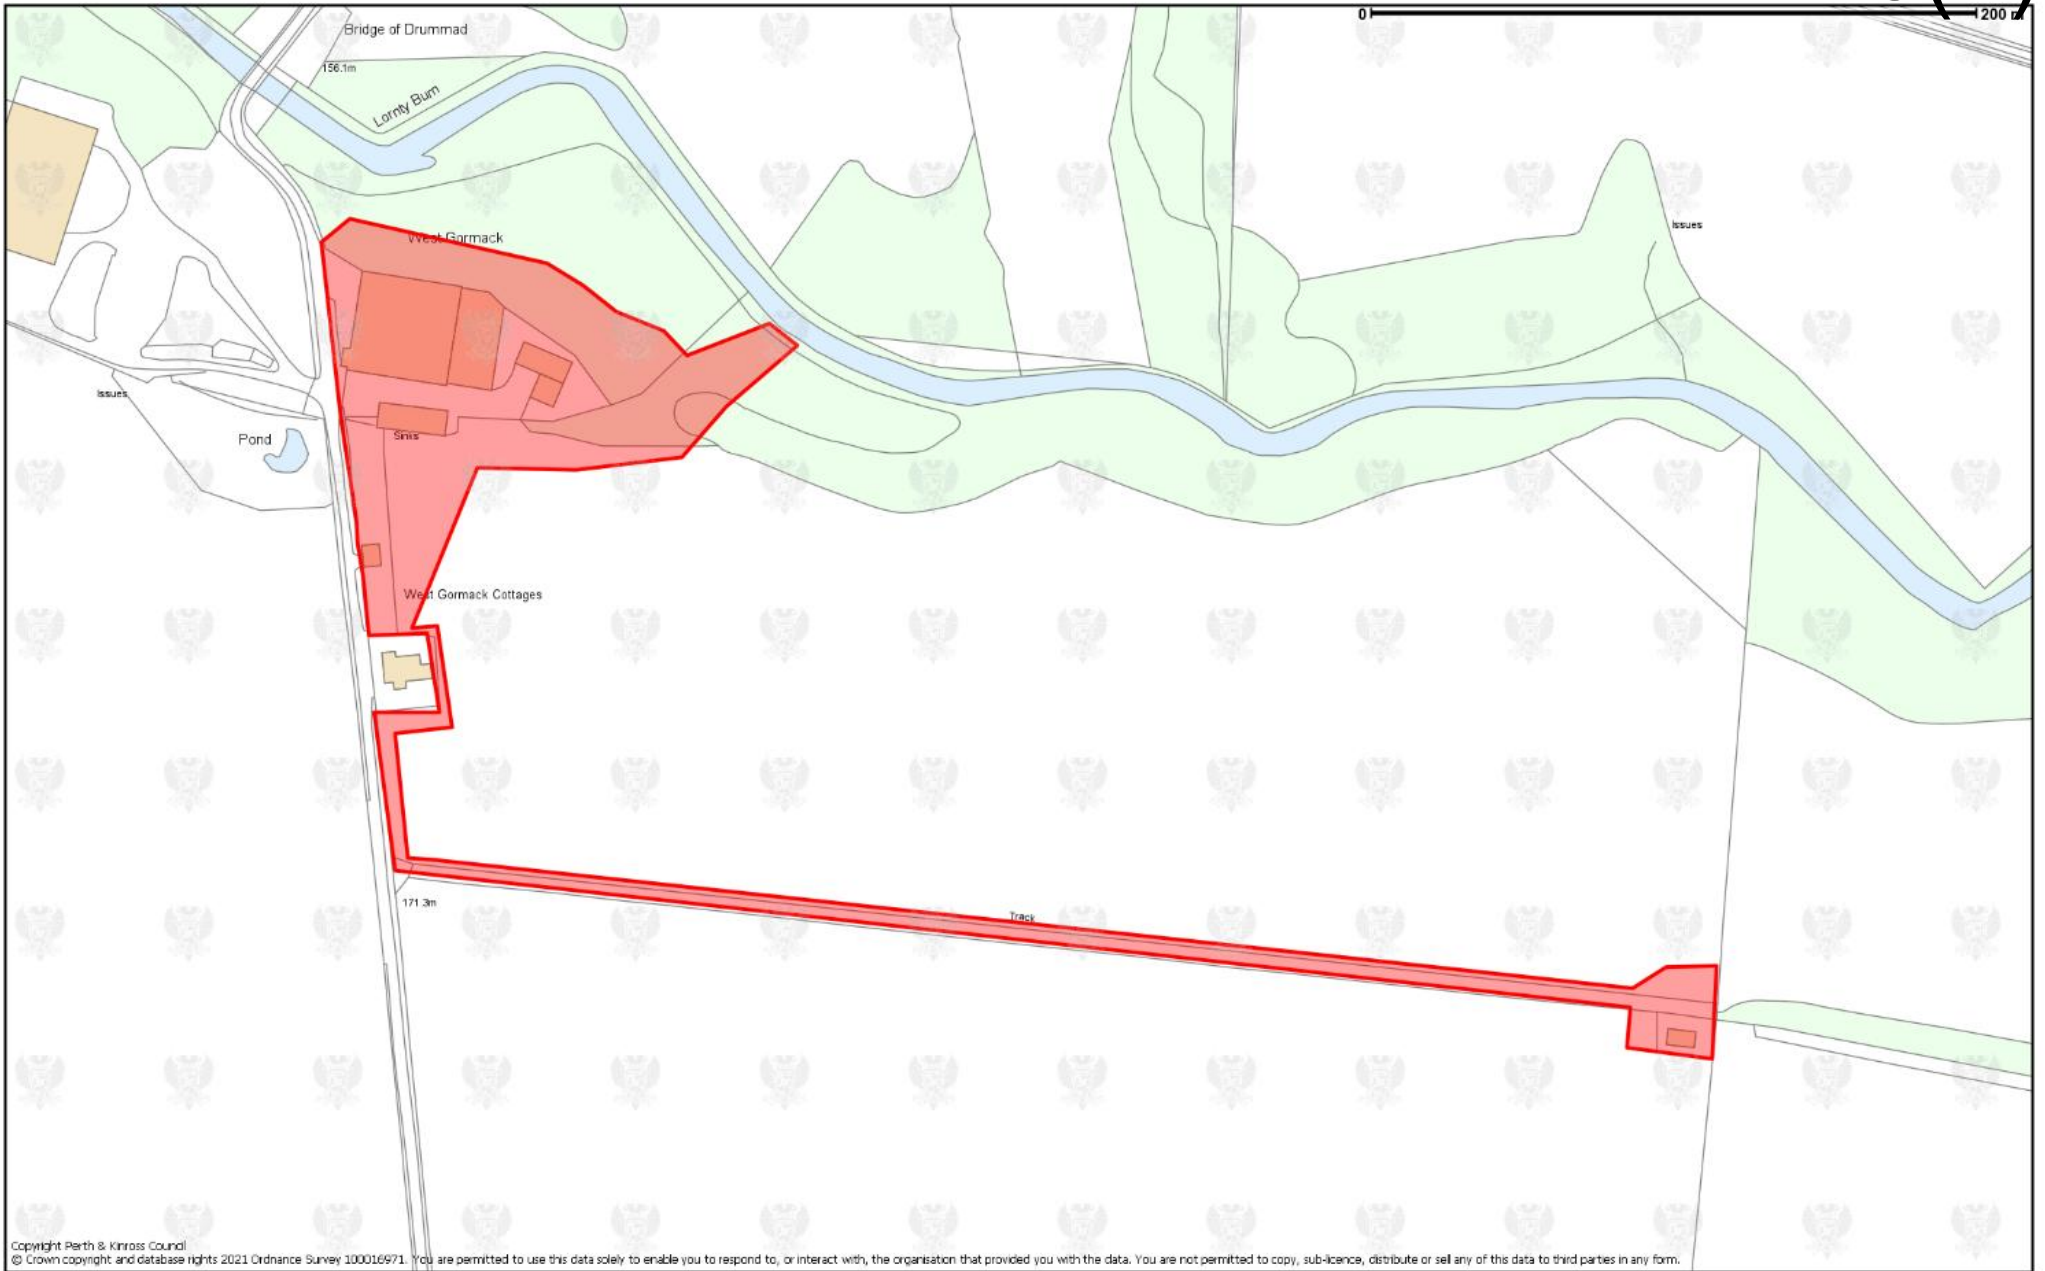 0 200 m
Bridge of Drummad
156.1m
Lornty Burn
West Gormack
Issues
Issues
Pond
Sinks
West Gormack Cottages
171.3m
Track
Copyright Perth & Kinross Council
© Crown copyright and database rights 2021 Ordnance Survey 100016971. You are permitted to use this data solely to enable you to respond to, or interact with, the organisation that provided you with the data. You are not permitted to copy, sub-licence, distribute or sell any of this data to third parties in any form.